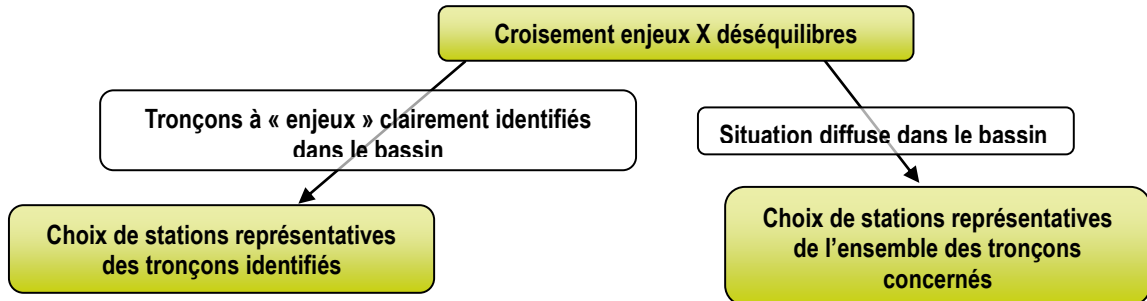 Croisement enjeux X déséquilibres
Tronçons à « enjeux » clairement identifiés
dans le bassin
Situation diffuse dans le bassin
Choix de stations représentatives
des tronçons identifiés
Choix de stations représentatives
de l'ensemble des tronçons
concernés